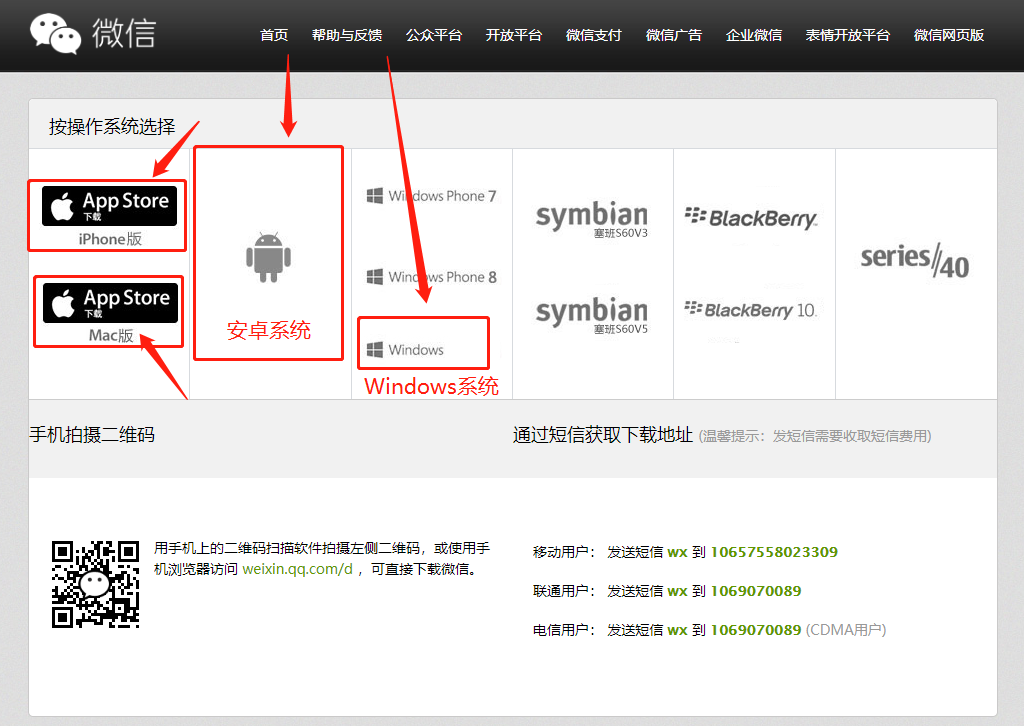 微信
首页 帮助与反馈 公众平台 开放平台 微信支付 微信广告 企业微信 表情开放平台 微信网页版
按操作系统选择
App Store
下载
iPhone版
App Store
下载
Mac版
安卓系统
Windows Phone 7
Windows Phone 8
Windows
Windows系统
symbian
塞班S60V3
symbian
塞班S60V5
BlackBerry.
BlackBerry 10.
series/40
手机拍摄二维码
用手机上的二维码扫描软件拍摄左侧二维码，或使用手
机浏览器访问 weixin.qq.com/d ，可直接下载微信。
通过短信获取下载地址 (温馨提示：发短信需要收取短信费用)
移动用户： 发送短信 wx 到 10657558023309
联通用户： 发送短信 wx 到 1069070089
电信用户： 发送短信 wx 到 1069070089 (CDMA用户)